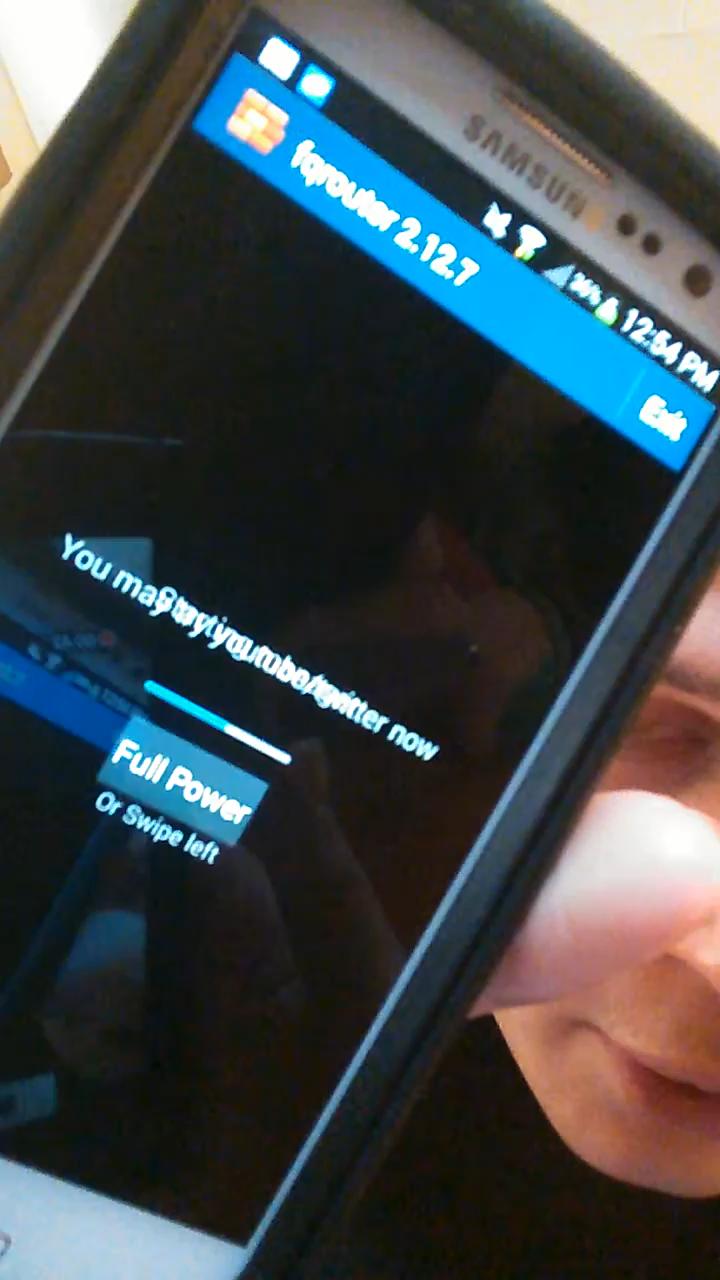 SAMSUNG
12:54 PM
fqrouter 2.12.7
Exit
You may try youtube/twitter now
Full Power
Or Swipe left